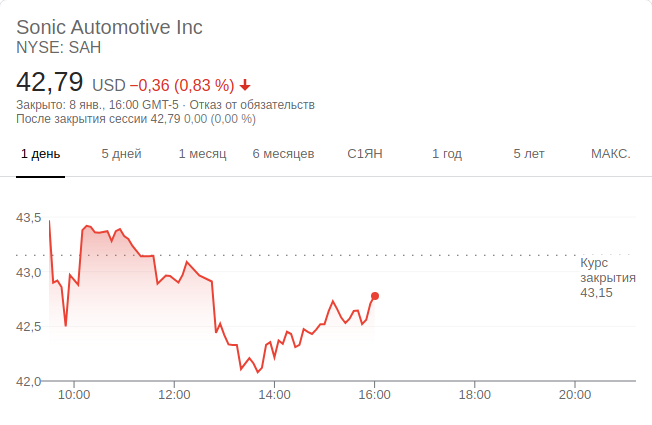 Sonic Automotive Inc
NYSE: SAH
42,79 USD −0,36 (0,83 %)
Закрыто: 8 янв., 16:00 GMT-5 · Отказ от обязательств
После закрытия сессии 42,79 0,00 (0,00 %)
1 день 5 дней 1 месяц 6 месяцев С1ЯН 1 год 5 лет МАКС.
43,5
43,0
42,5
42,0
Курс
закрытия
43,15
10:00 12:00 14:00 16:00 18:00 20:00